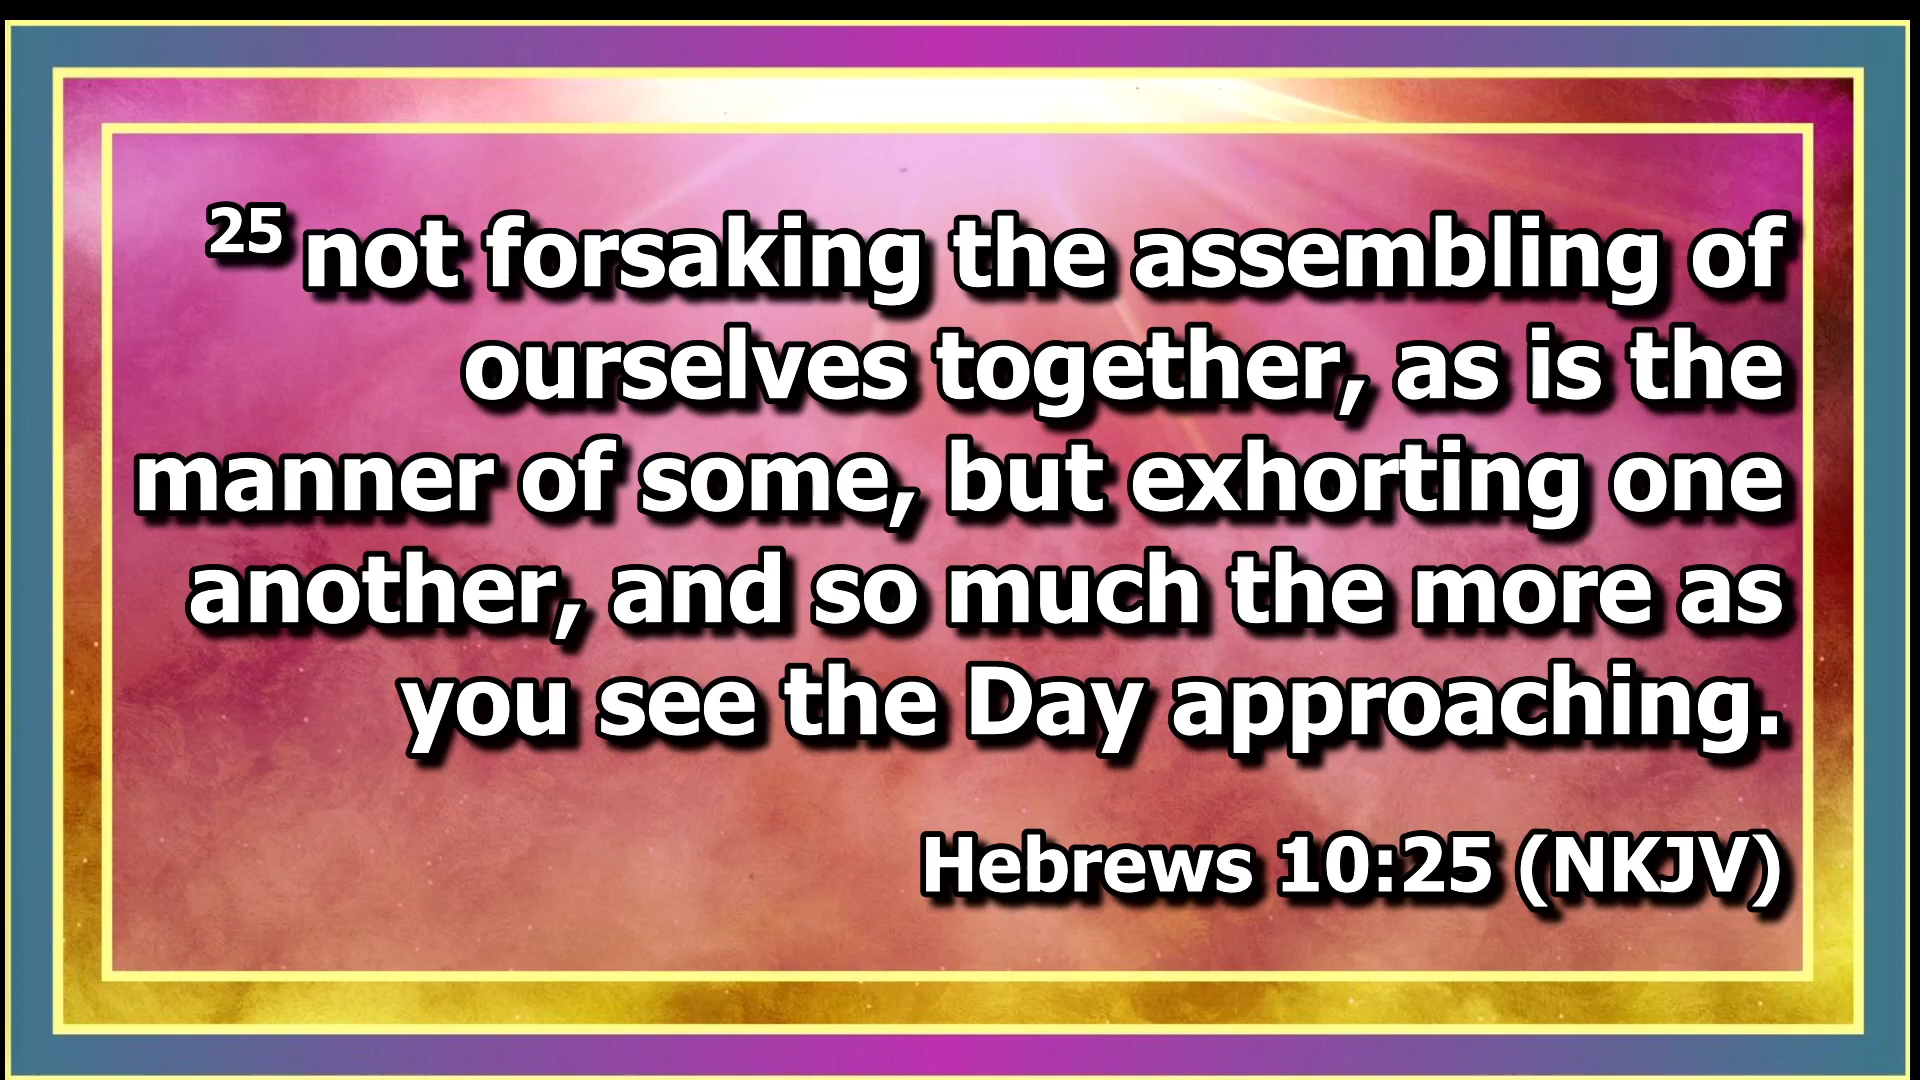 25 not forsaking the assembling of
ourselves together, as is the
manner of some, but exhorting one
another, and so much the more as
you see the Day approaching.
Hebrews 10:25 (NKJV)